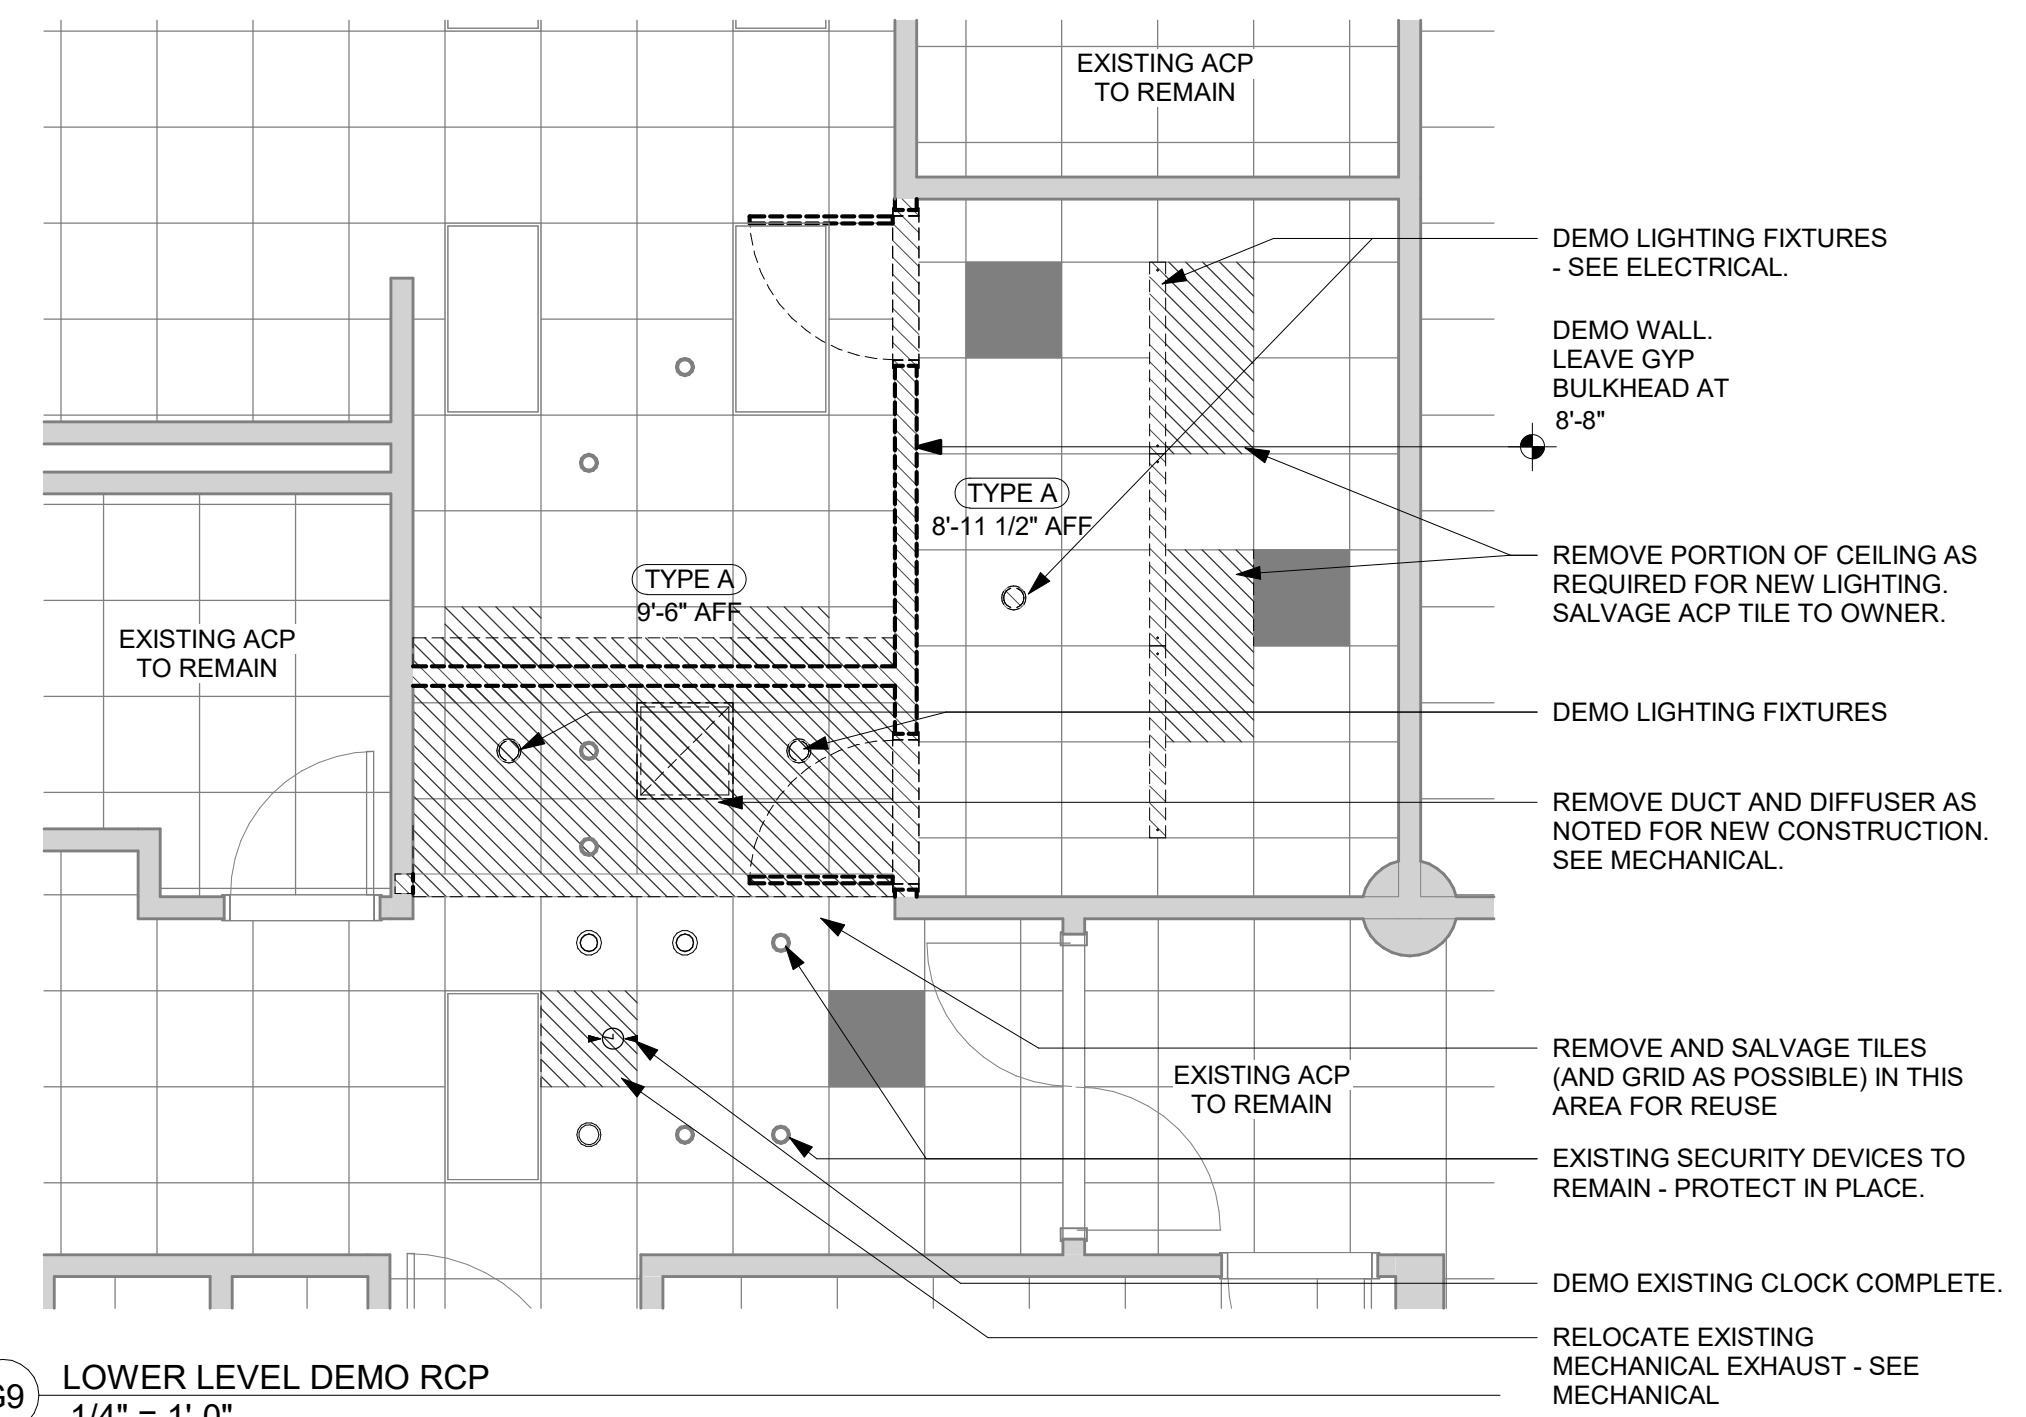 EXISTING ACP
TO REMAIN
DEMO LIGHTING FIXTURES
- SEE ELECTRICAL.
DEMO WALL.
LEAVE GYP
BULKHEAD AT
8'-8"
TYPE A
8'-11 1/2" AFF
TYPE A
9'-6" AFF
EXISTING ACP
TO REMAIN
REMOVE PORTION OF CEILING AS
REQUIRED FOR NEW LIGHTING.
SALVAGE ACP TILE TO OWNER.
DEMO LIGHTING FIXTURES
REMOVE DUCT AND DIFFUSER AS
NOTED FOR NEW CONSTRUCTION.
SEE MECHANICAL.
REMOVE AND SALVAGE TILES
(AND GRID AS POSSIBLE) IN THIS
AREA FOR REUSE
EXISTING ACP
TO REMAIN
EXISTING SECURITY DEVICES TO
REMAIN - PROTECT IN PLACE.
DEMO EXISTING CLOCK COMPLETE.
RELOCATE EXISTING
MECHANICAL EXHAUST - SEE
MECHANICAL
LOWER LEVEL DEMO RCP
1/4" = 1'-0"